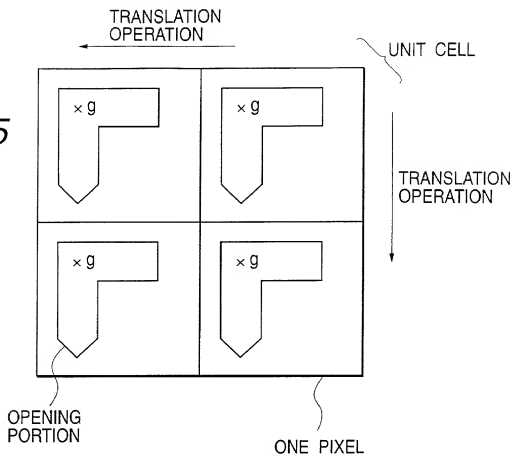 TRANSLATION
OPERATION
UNIT CELL
× g
× g
5
TRANSLATION
OPERATION
× g
× g
OPENING
PORTION
ONE PIXEL